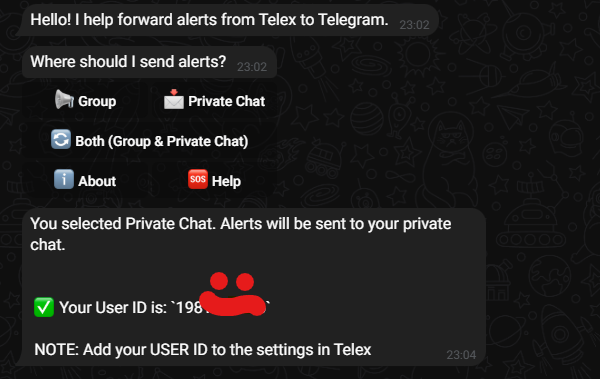 Hello! I help forward alerts from Telex to Telegram. 23:02
Where should I send alerts? 23:02
Group Private Chat
Both (Group & Private Chat)
About SOS Help
You selected Private Chat. Alerts will be sent to your private
chat.
Your User ID is: `198
NOTE: Add your USER ID to the settings in Telex 23:04